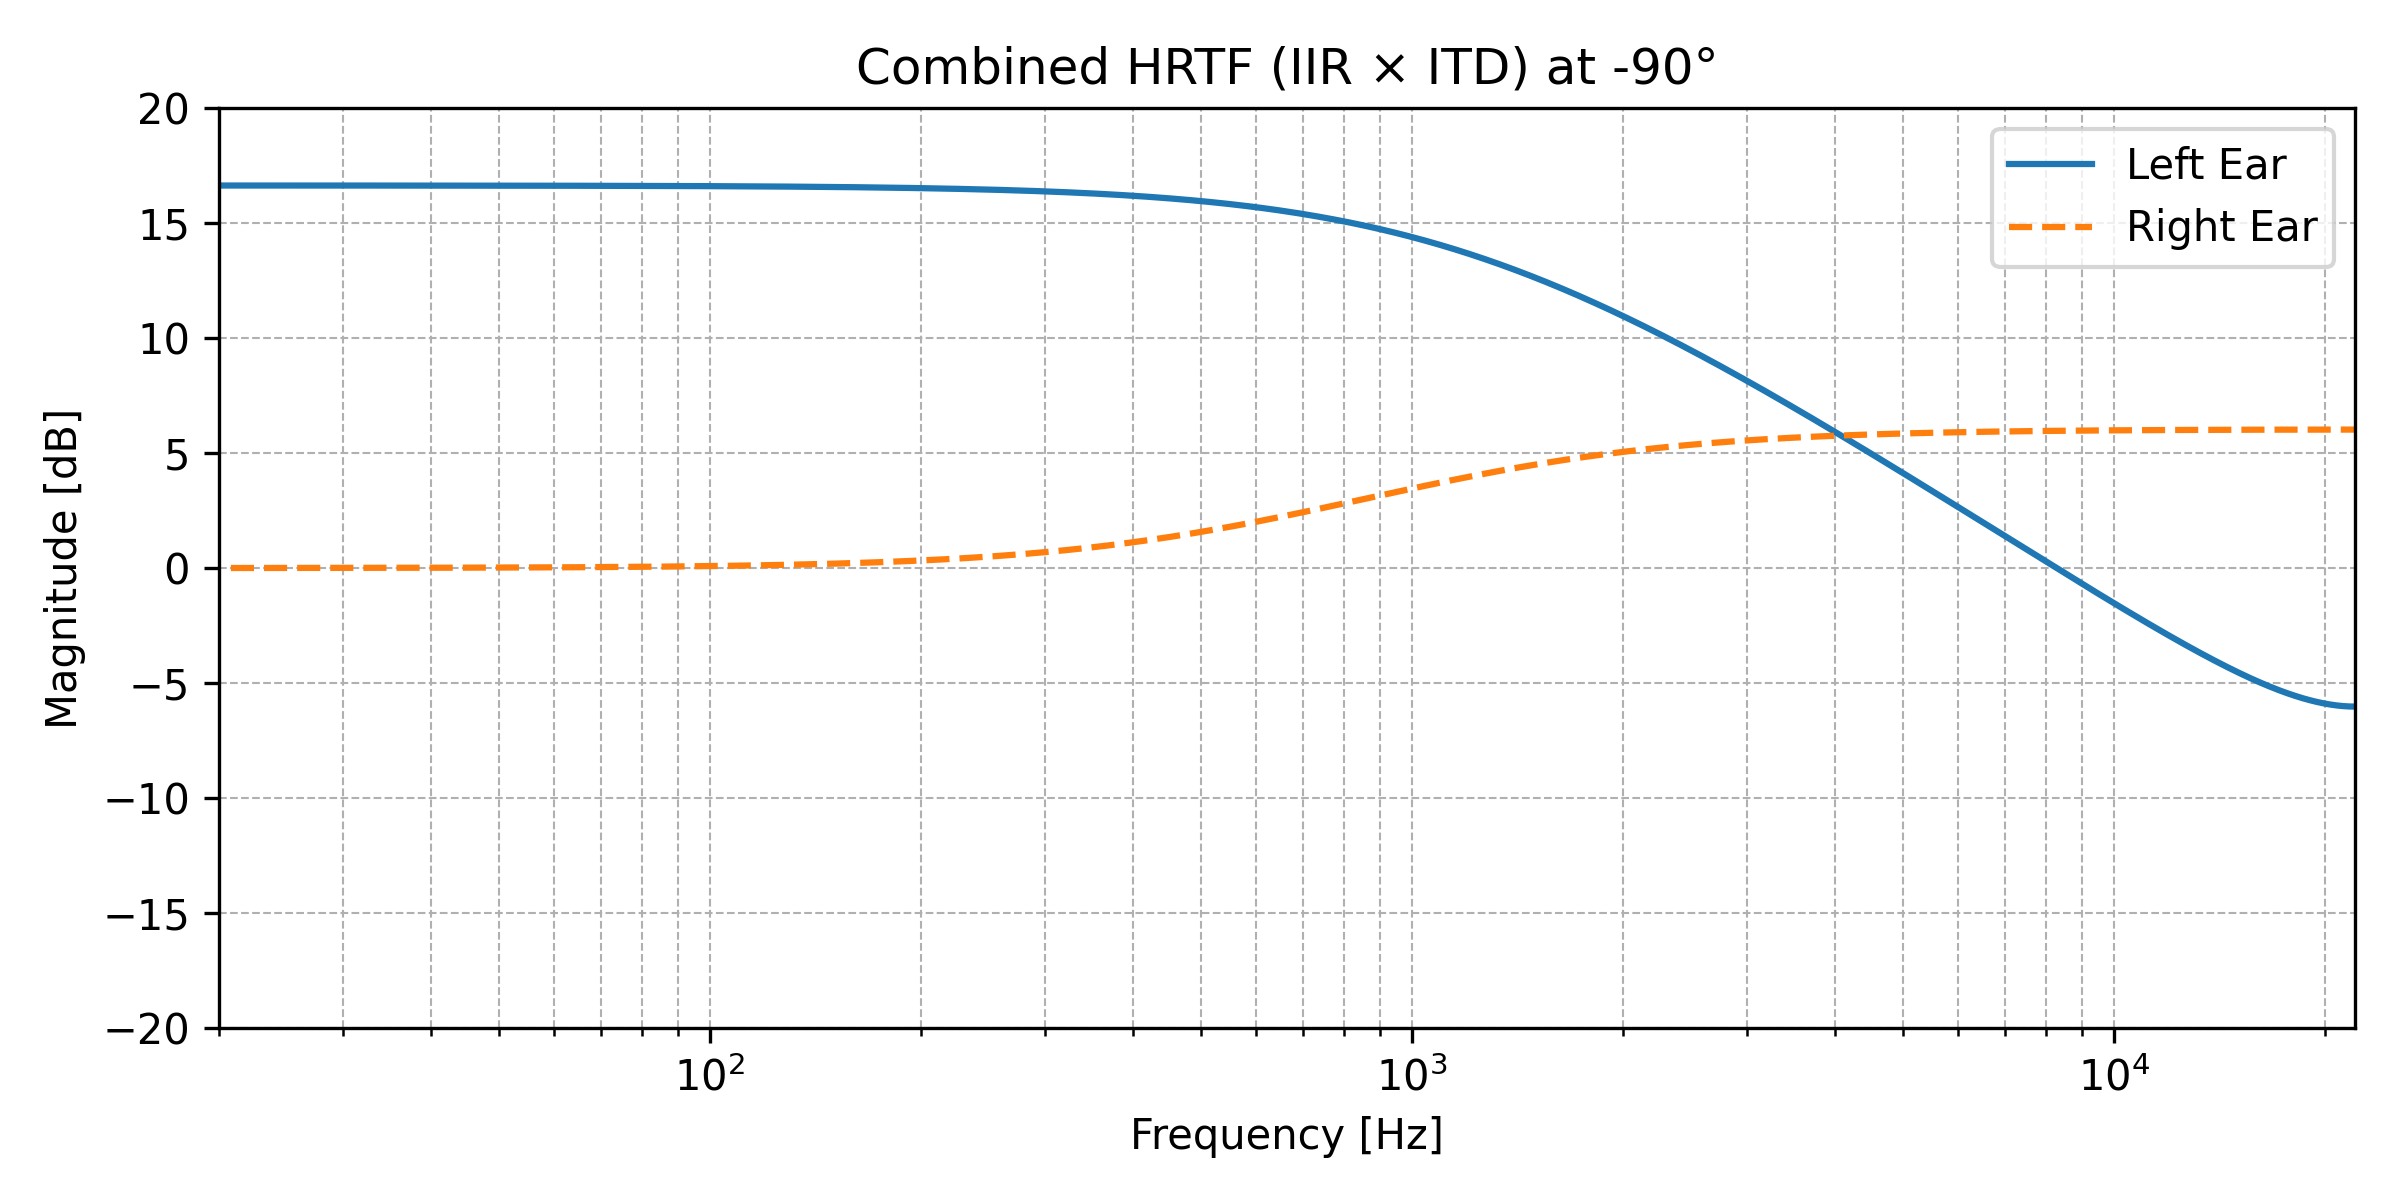 Combined HRTF (IIR × ITD) at -90°
20
15
10
5
0
−5
−10
−15
−20
Magnitude [dB]
Left Ear
Right Ear
10²
10³
10⁴
Frequency [Hz]